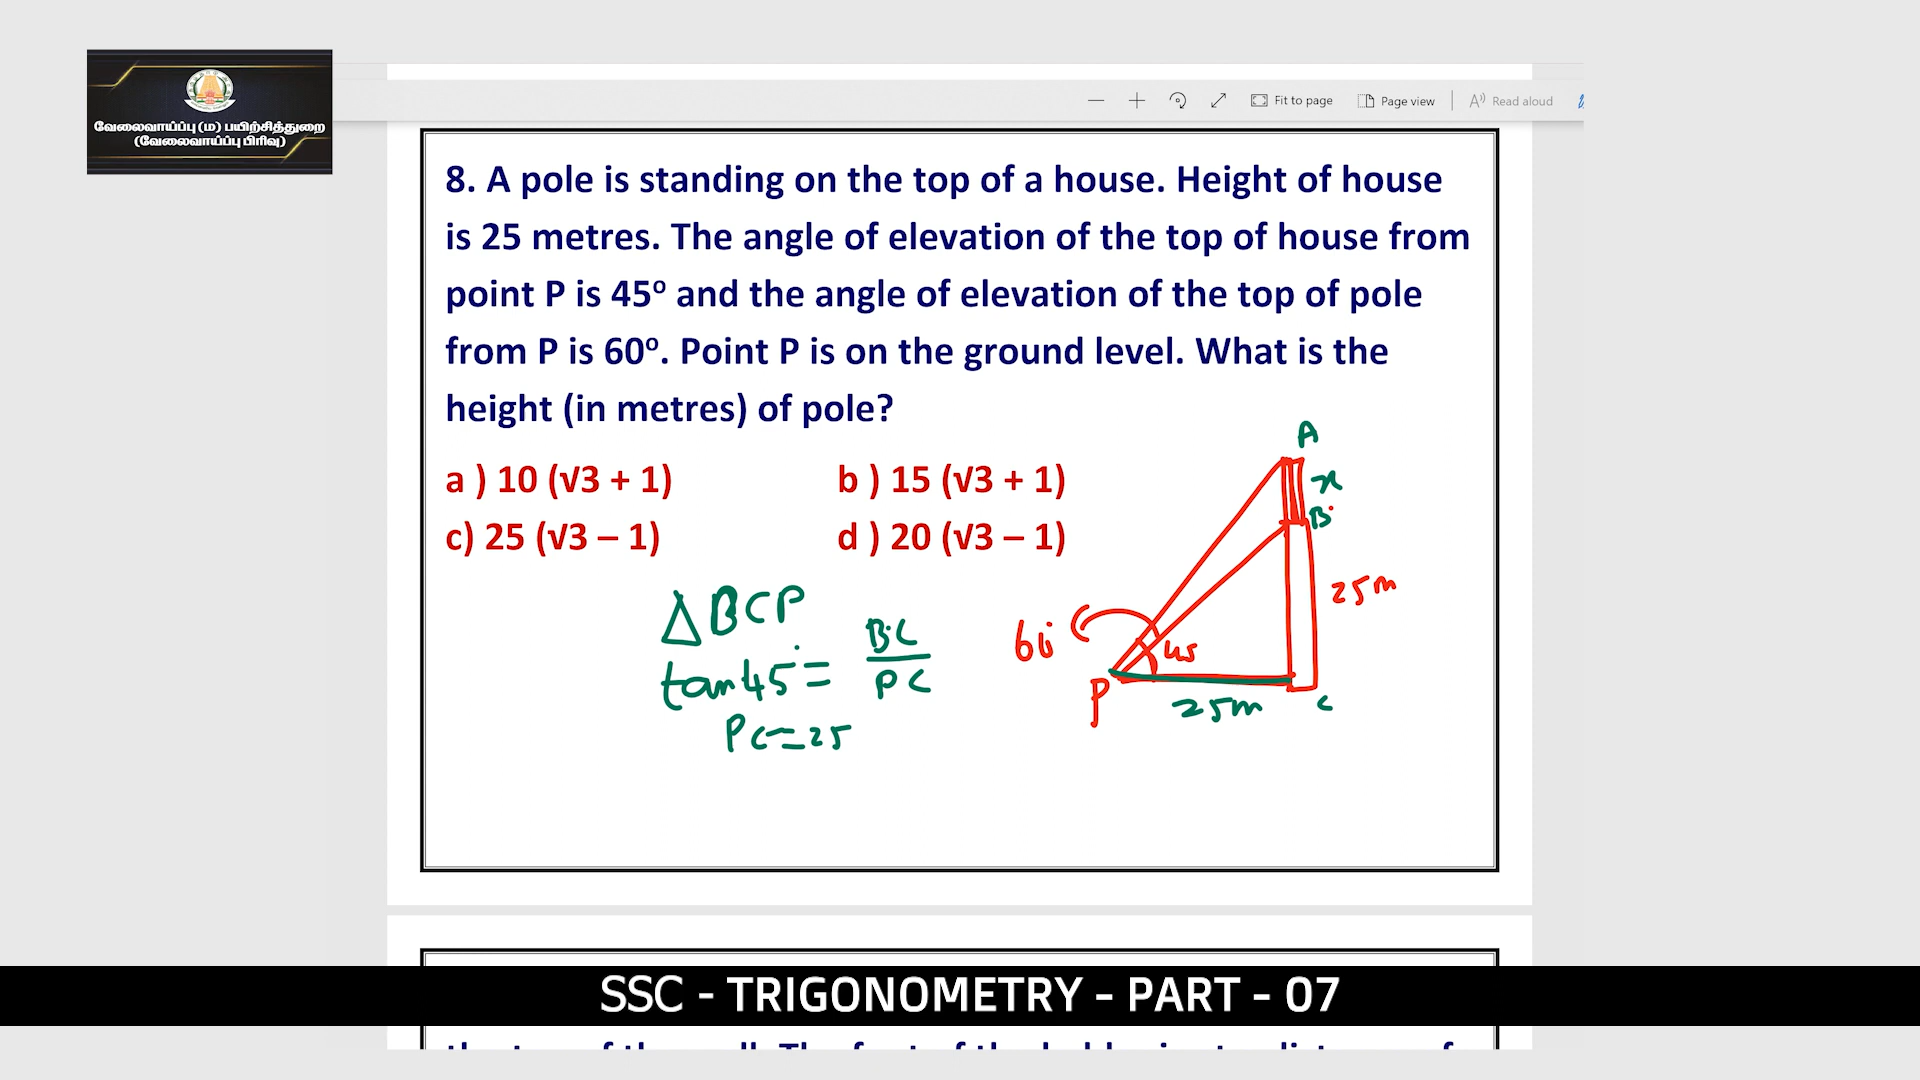 வேலைவாய்ப்பு (ம) பயிற்சித்துறை
(வேலைவாய்ப்பு பிரிவு)
Fit to page
Page view
Read aloud
8. A pole is standing on the top of a house. Height of house
is 25 metres. The angle of elevation of the top of house from
point P is 45º and the angle of elevation of the top of pole
from P is 60º. Point P is on the ground level. What is the
height (in metres) of pole?
a ) 10 (√3 + 1)
b ) 15 (√3 + 1)
c) 25 (√3 – 1)
d ) 20 (√3 – 1)
A
x
B
25m
60°
45
P
25m
C
△BCP
tan45° = BC/PC
PC=25
SSC - TRIGONOMETRY - PART - 07